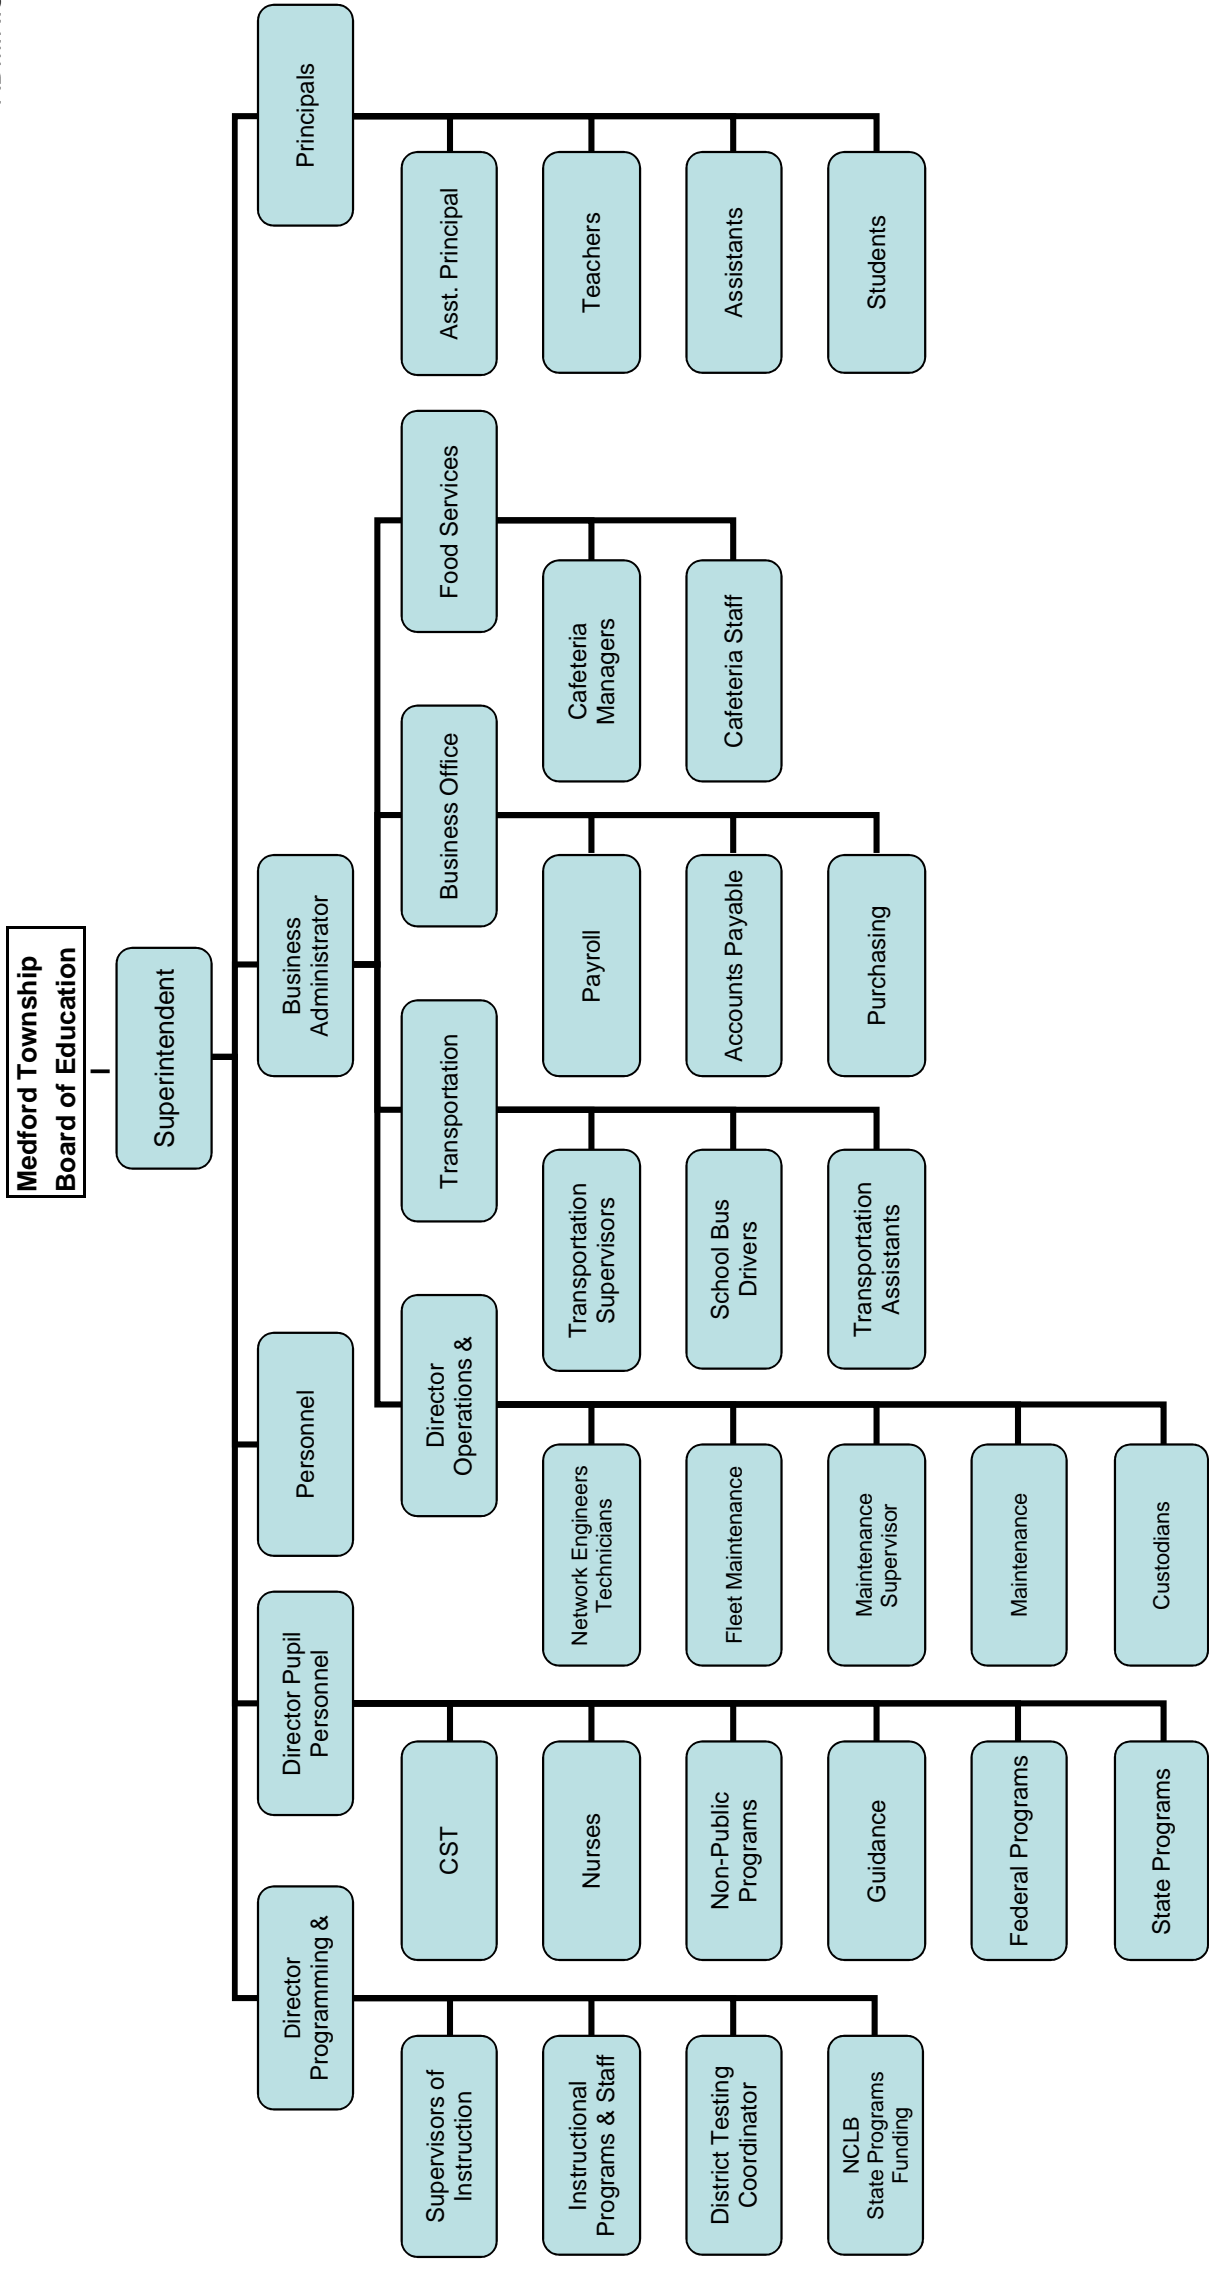 Medford Township
Board of Education
Superintendent
Director
Programming &
Director Pupil
Personnel
Personnel
Business
Administrator
Principals
Supervisors of
Instruction
Instructional
Programs & Staff
District Testing
Coordinator
NCLB
State Programs
Funding
CST
Nurses
Non-Public
Programs
Guidance
Federal Programs
State Programs
Director
Operations &
Network Engineers
Technicians
Fleet Maintenance
Maintenance
Supervisor
Maintenance
Custodians
Transportation
Transportation
Supervisors
School Bus
Drivers
Transportation
Assistants
Business Office
Payroll
Accounts Payable
Purchasing
Food Services
Cafeteria
Managers
Cafeteria Staff
Asst. Principal
Teachers
Assistants
Students